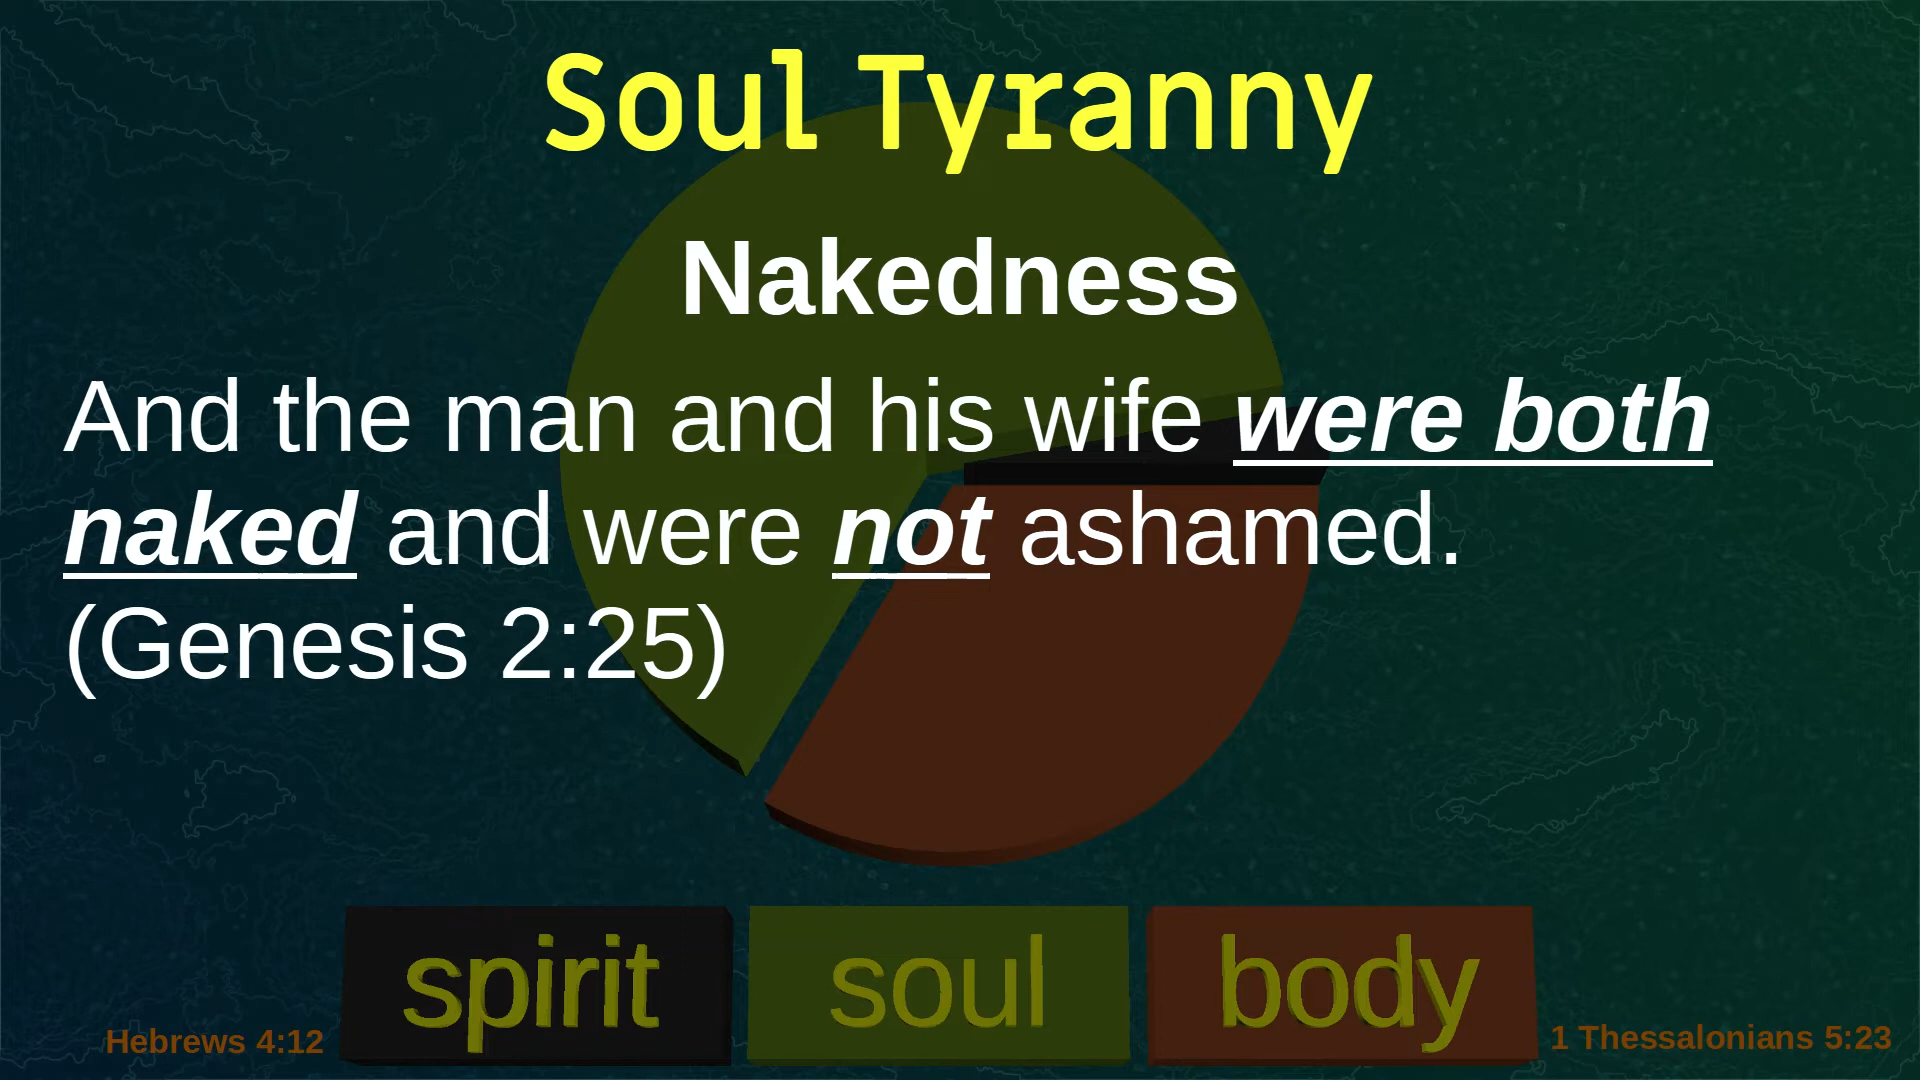 Soul Tyranny
Nakedness
And the man and his wife were both
naked and were not ashamed.
(Genesis 2:25)
spirit soul body
Hebrews 4:12 1 Thessalonians 5:23